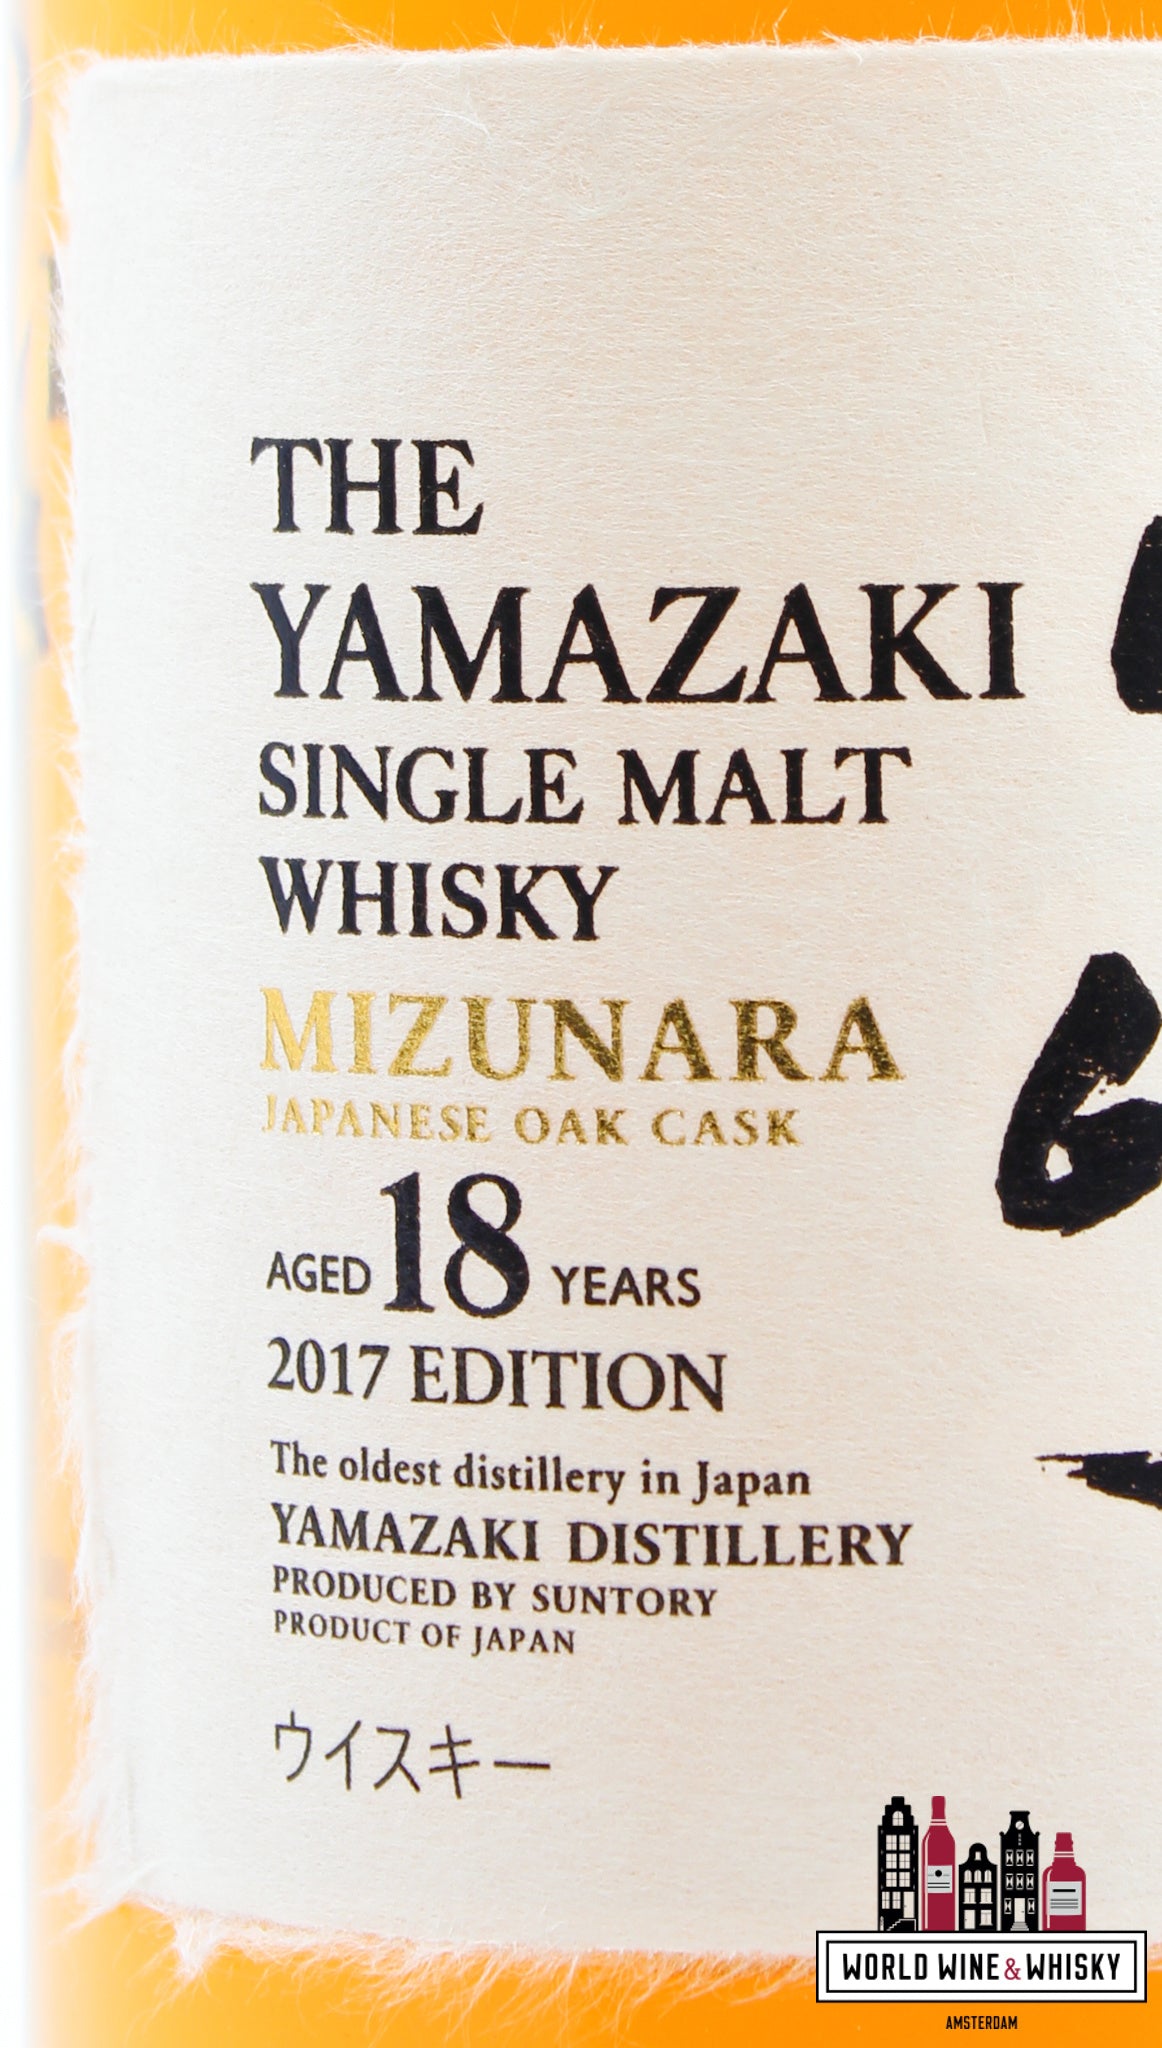 THE
YAMAZAKI
SINGLE MALT
WHISKY
MIZUNARA
JAPANESE OAK CASK
AGED 18 YEARS
2017 EDITION
The oldest distillery in Japan
YAMAZAKI DISTILLERY
PRODUCED BY SUNTORY
PRODUCT OF JAPAN
ウイスキー
WORLD WINE & WHISKY
AMSTERDAM